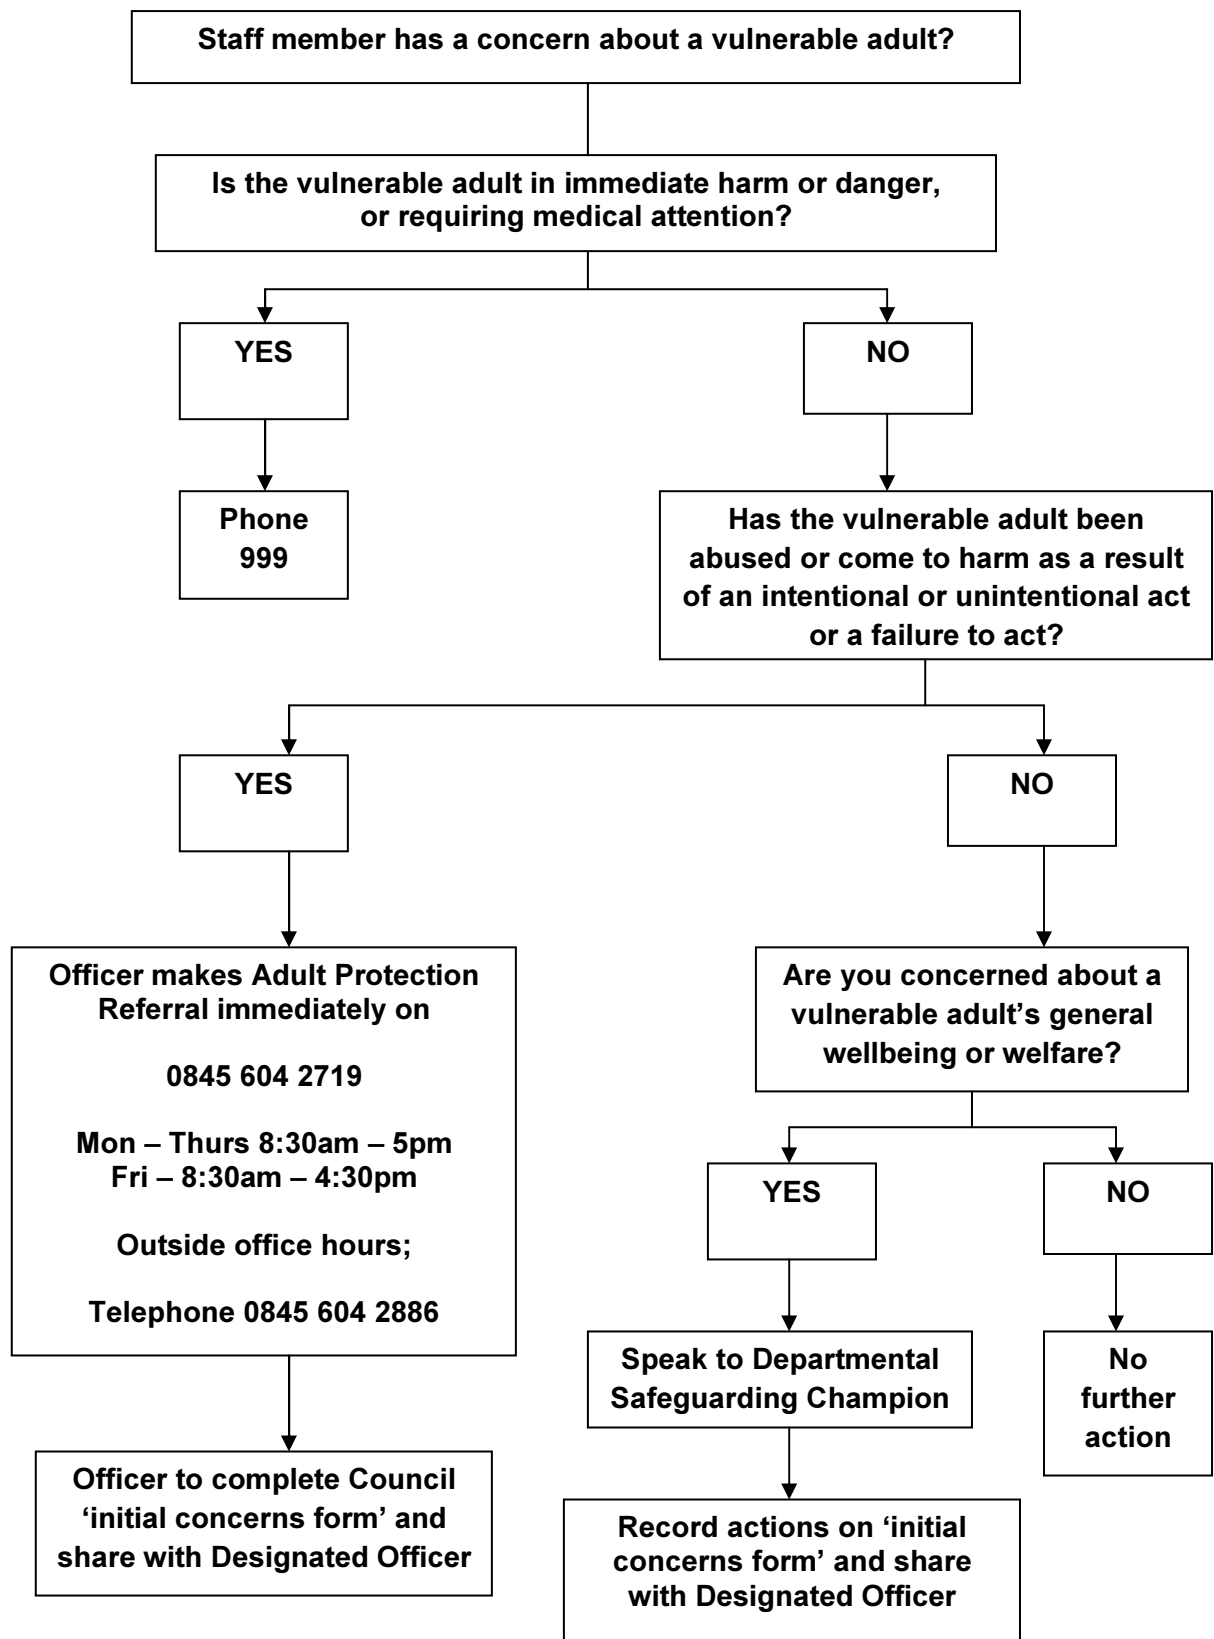 Staff member has a concern about a vulnerable adult?
Is the vulnerable adult in immediate harm or danger,
or requiring medical attention?
YES
NO
Phone
999
Has the vulnerable adult been
abused or come to harm as a result
of an intentional or unintentional act
or a failure to act?
YES
NO
Officer makes Adult Protection
Referral immediately on
0845 604 2719
Mon – Thurs 8:30am – 5pm
Fri – 8:30am – 4:30pm
Outside office hours;
Telephone 0845 604 2886
Officer to complete Council
‘initial concerns form’ and
share with Designated Officer
Are you concerned about a
vulnerable adult’s general
wellbeing or welfare?
YES
NO
Speak to Departmental
Safeguarding Champion
No
further
action
Record actions on ‘initial
concerns form’ and share
with Designated Officer